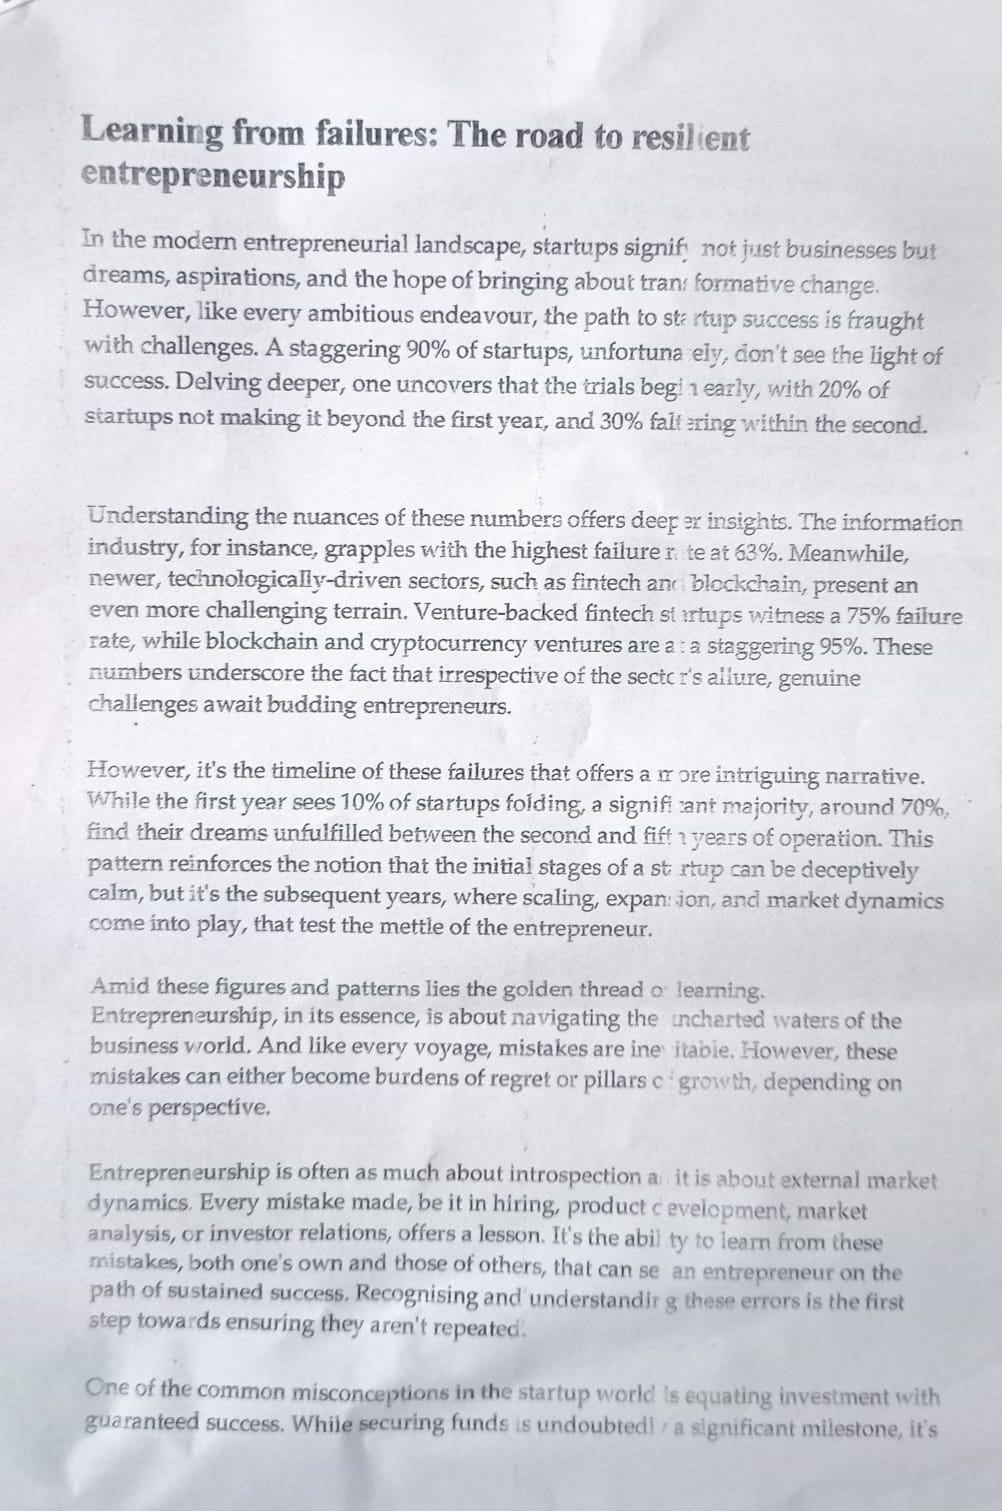 Learning from failures: The road to resilient
entrepreneurship
In the modern entrepreneurial landscape, startups signify not just businesses but
dreams, aspirations, and the hope of bringing about transformative change.
However, like every ambitious endeavour, the path to startup success is fraught
with challenges. A staggering 90% of startups, unfortunately, don't see the light of
success. Delving deeper, one uncovers that the trials begin early, with 20% of
startups not making it beyond the first year, and 30% faltering within the second.
Understanding the nuances of these numbers offers deeper insights. The information
industry, for instance, grapples with the highest failure rate at 63%. Meanwhile,
newer, technologically-driven sectors, such as fintech and blockchain, present an
even more challenging terrain. Venture-backed fintech startups witness a 75% failure
rate, while blockchain and cryptocurrency ventures are at a staggering 95%. These
numbers underscore the fact that irrespective of the sector's allure, genuine
challenges await budding entrepreneurs.
However, it's the timeline of these failures that offers a more intriguing narrative.
While the first year sees 10% of startups folding, a significant majority, around 70%,
find their dreams unfulfilled between the second and fifth years of operation. This
pattern reinforces the notion that the initial stages of a startup can be deceptively
calm, but it's the subsequent years, where scaling, expansion, and market dynamics
come into play, that test the mettle of the entrepreneur.
Amid these figures and patterns lies the golden thread of learning.
Entrepreneurship, in its essence, is about navigating the uncharted waters of the
business world. And like every voyage, mistakes are inevitable. However, these
mistakes can either become burdens of regret or pillars of growth, depending on
one's perspective.
Entrepreneurship is often as much about introspection as it is about external market
dynamics. Every mistake made, be it in hiring, product development, market
analysis, or investor relations, offers a lesson. It's the ability to learn from these
mistakes, both one's own and those of others, that can set an entrepreneur on the
path of sustained success. Recognising and understanding these errors is the first
step towards ensuring they aren't repeated.
One of the common misconceptions in the startup world is equating investment with
guaranteed success. While securing funds is undoubtedly a significant milestone, it's